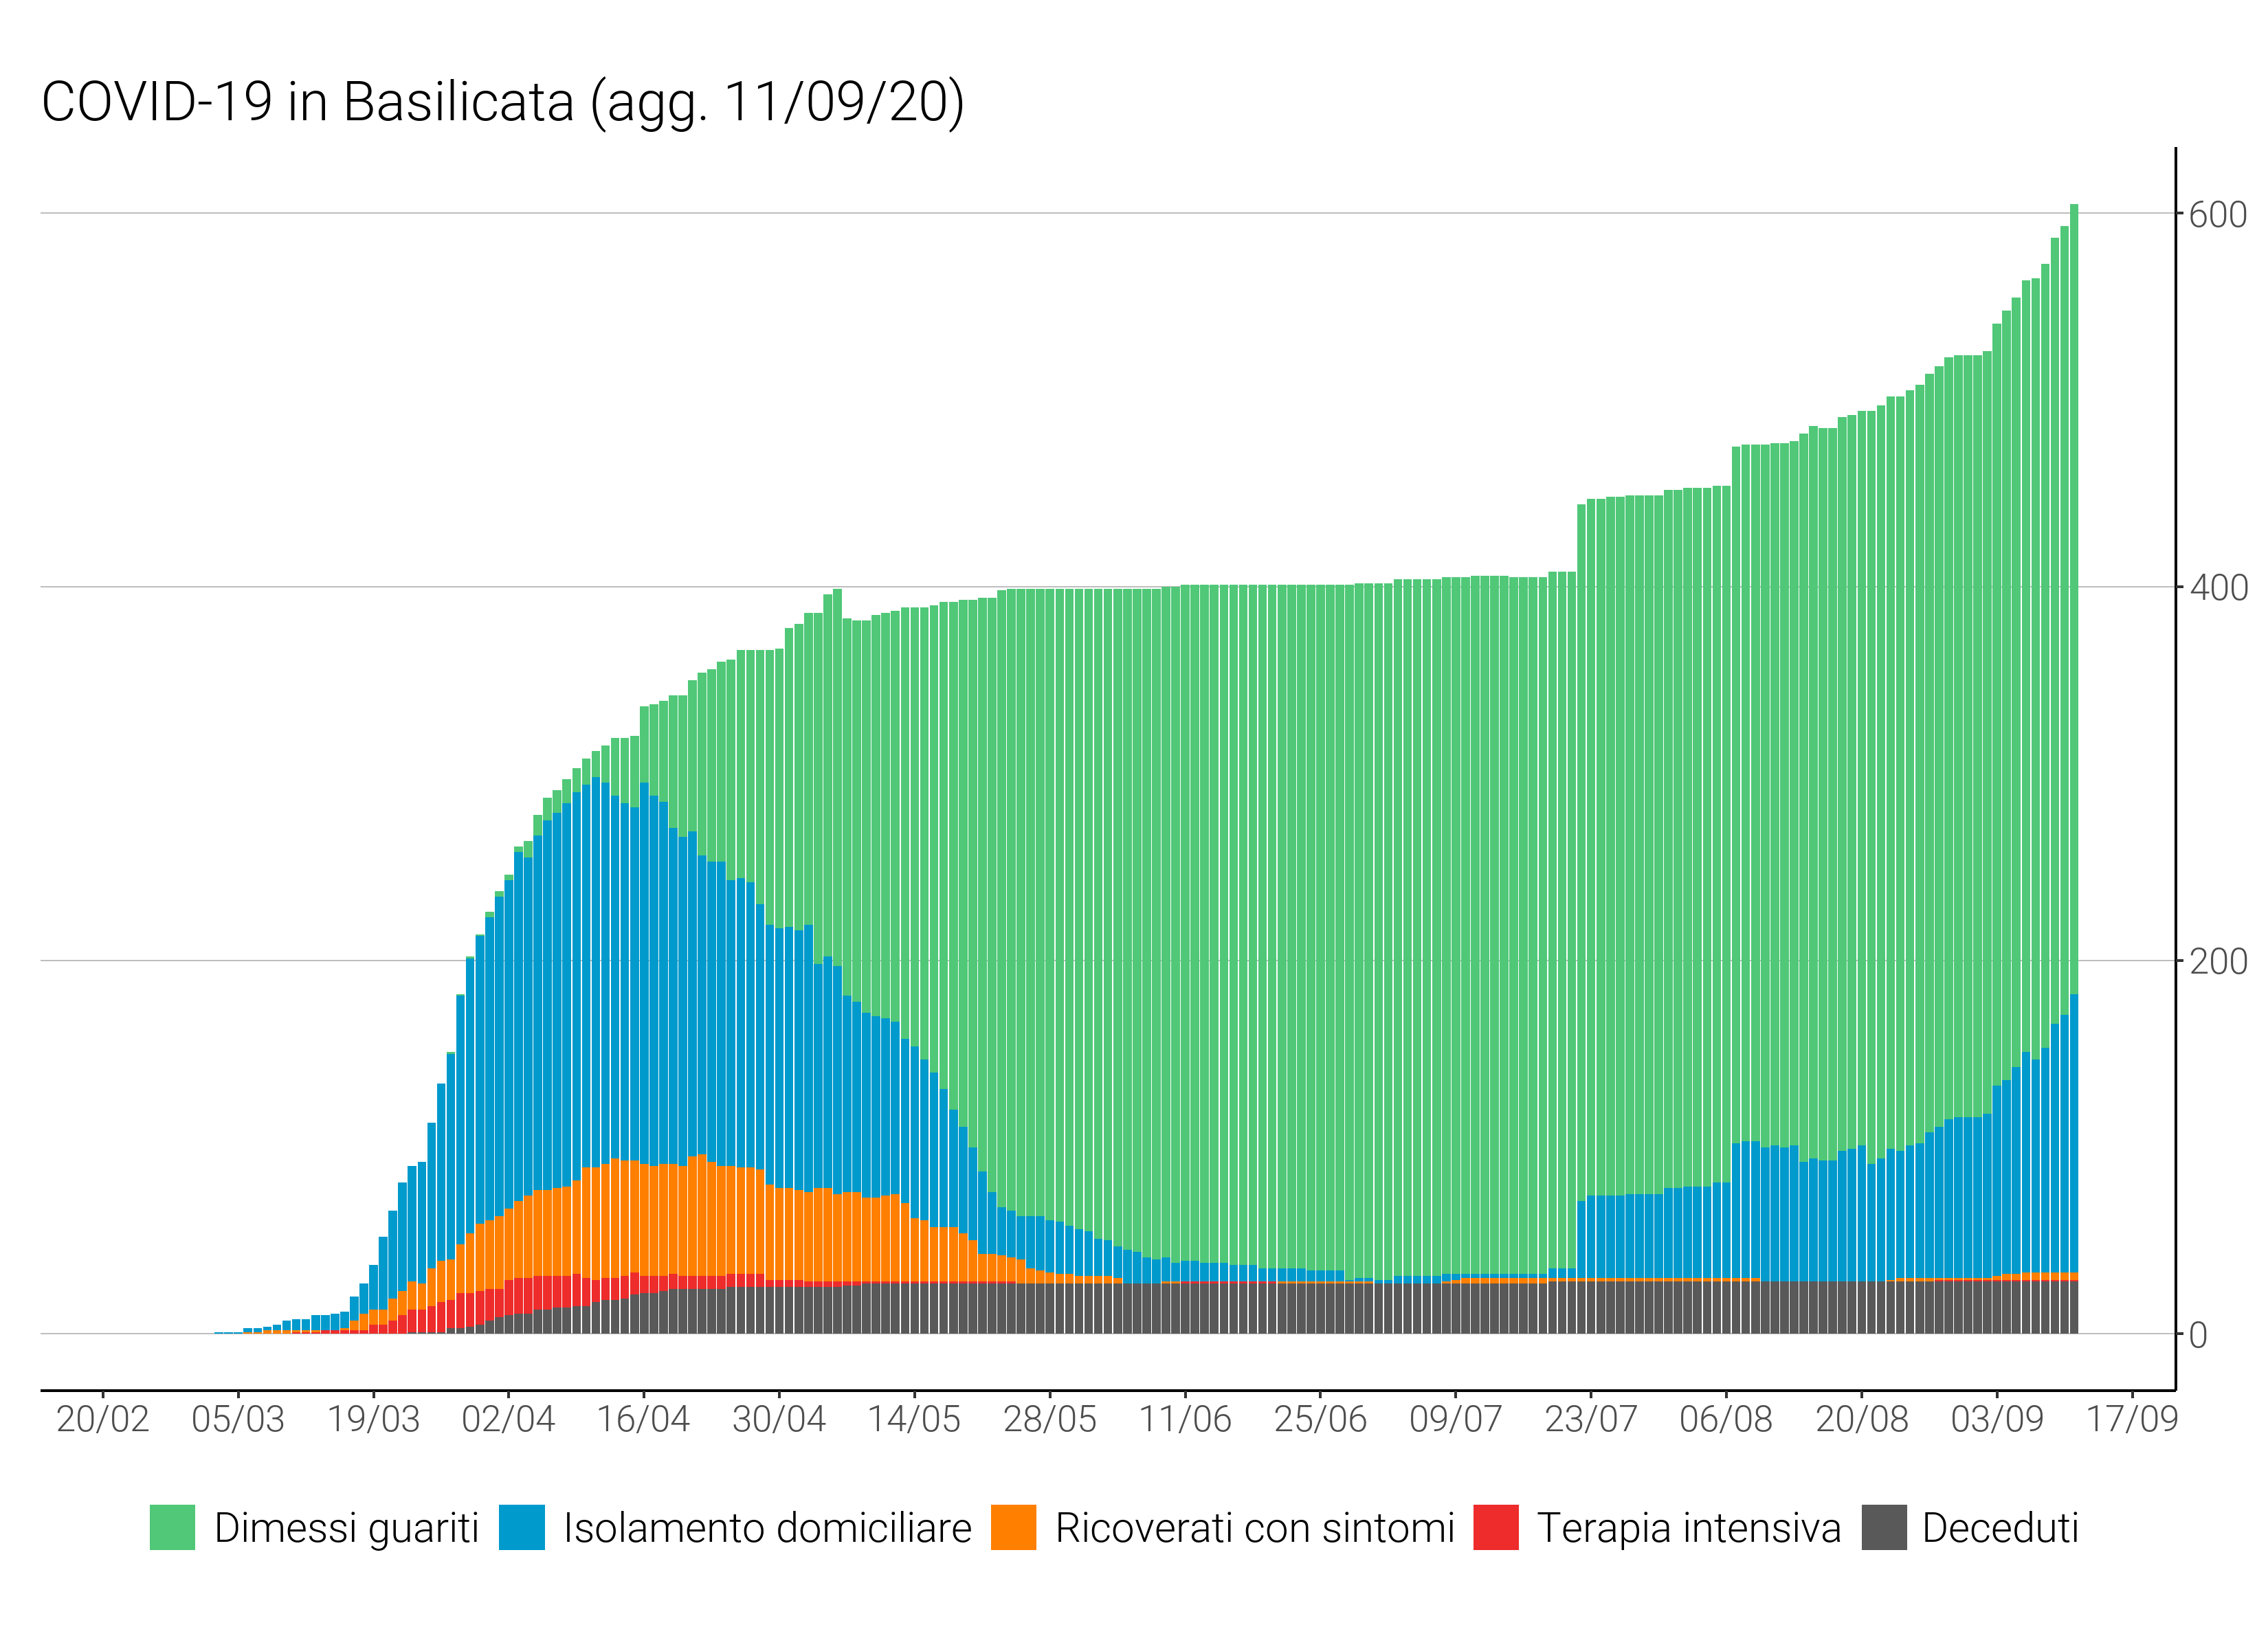 COVID-19 in Basilicata (agg. 11/09/20)
600
400
200
0
20/02 05/03 19/03 02/04 16/04 30/04 14/05 28/05 11/06 25/06 09/07 23/07 06/08 20/08 03/09 17/09
Dimessi guariti Isolamento domiciliare Ricoverati con sintomi Terapia intensiva Deceduti